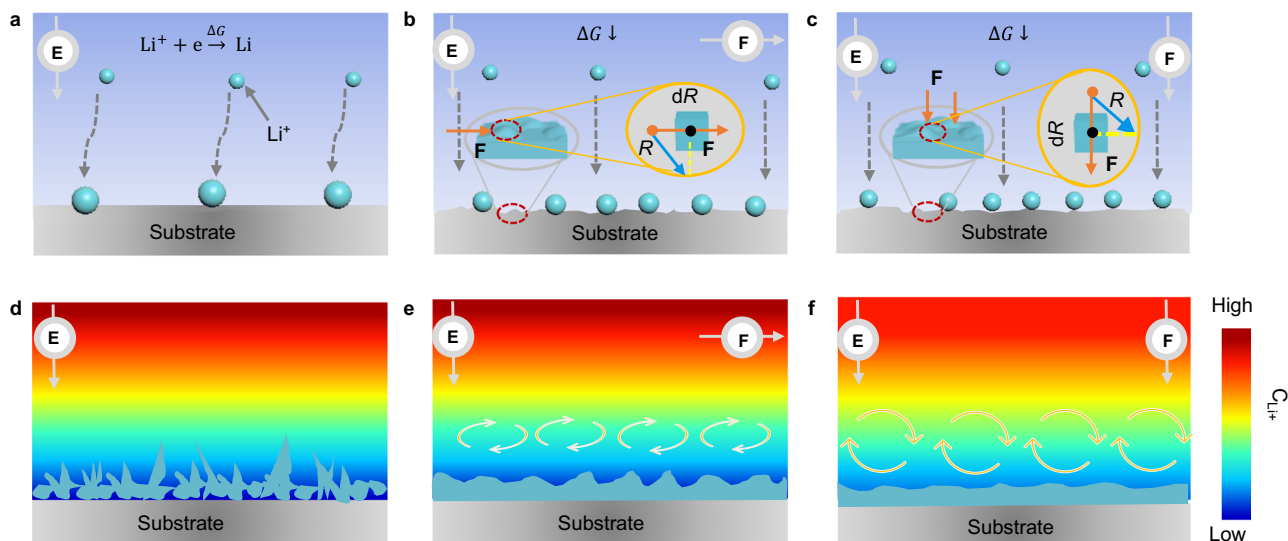 a
E
Li⁺ + e →ΔG Li
Li⁺
Substrate
b
E
ΔG ↓
F
F
dR
R
F
Substrate
c
E
ΔG ↓
F
F
dR
R
F
Substrate
d
E
Substrate
e
E
F
Substrate
f
E
F
Substrate
High
C_Li+
Low